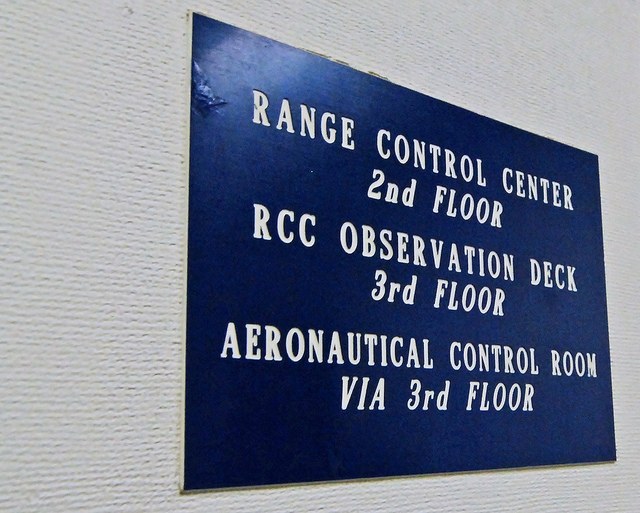 RANGE CONTROL CENTER
2nd FLOOR
RCC OBSERVATION DECK
3rd FLOOR
AERONAUTICAL CONTROL ROOM
VIA 3rd FLOOR